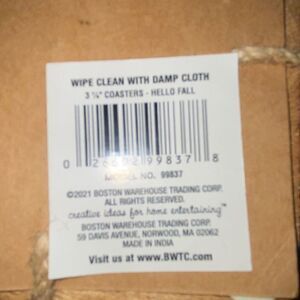 WIPE CLEAN WITH DAMP CLOTH
3 ¾" COASTERS - HELLO FALL
0 26602 99837 8
MODEL NO. 99837
©2021 BOSTON WAREHOUSE TRADING CORP.
ALL RIGHTS RESERVED.
creative ideas for home entertaining™
BOSTON WAREHOUSE TRADING CORP.
59 DAVIS AVENUE, NORWOOD, MA 02062
MADE IN INDIA
Visit us at www.BWTC.com